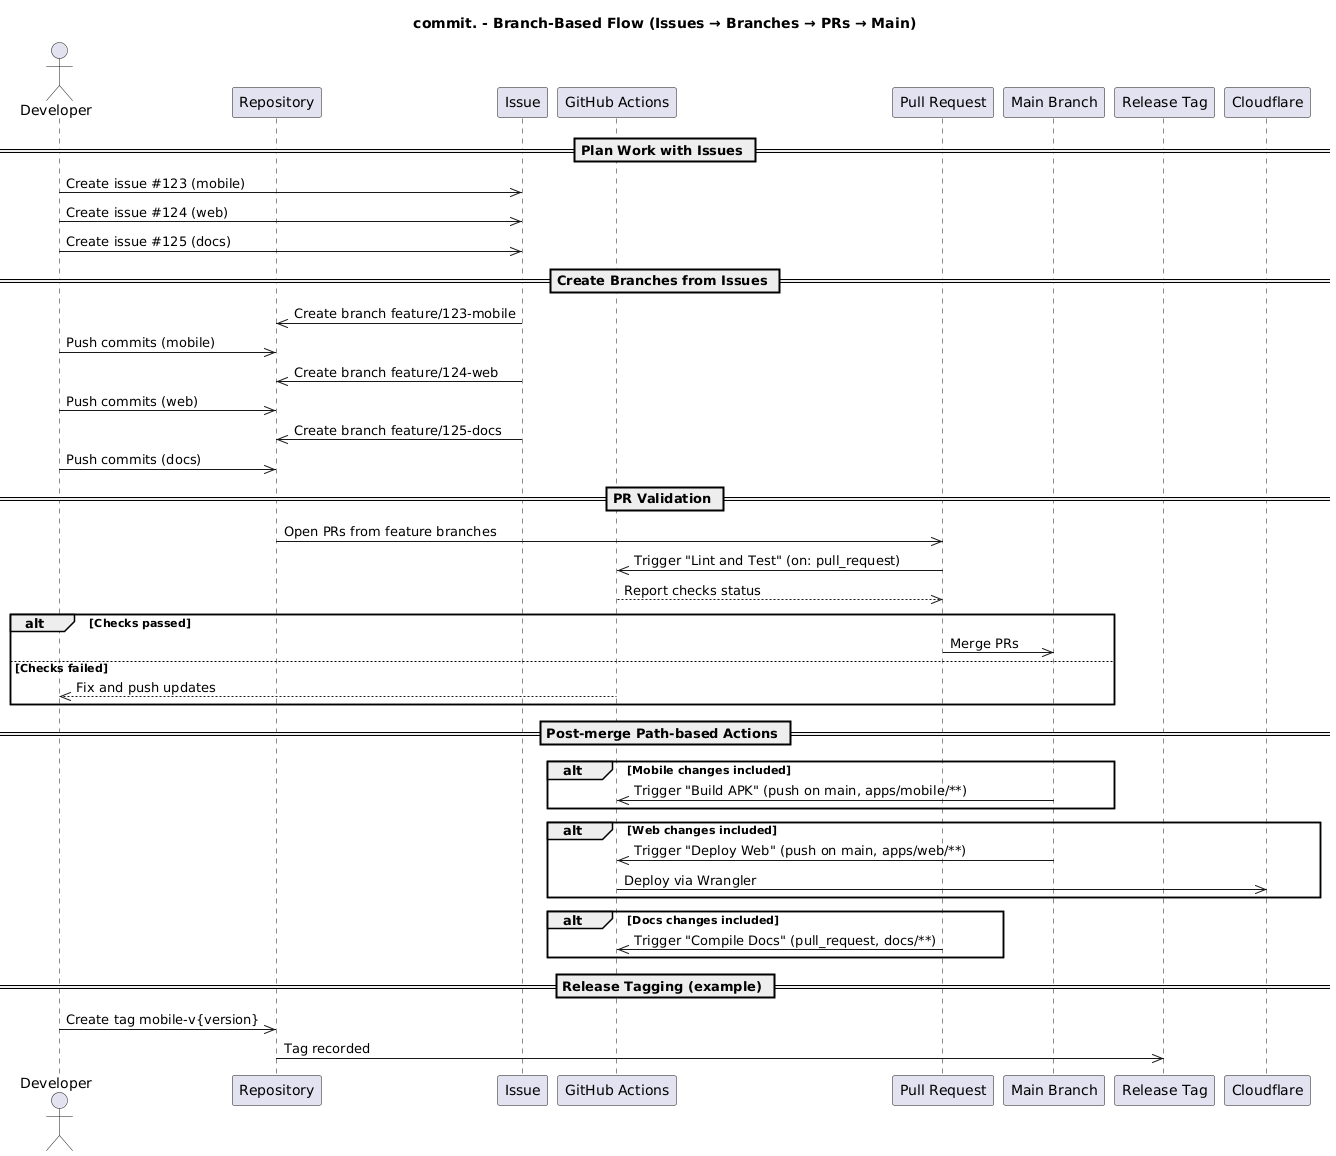 commit. - Branch-Based Flow (Issues → Branches → PRs → Main)
Developer
Repository
Issue
GitHub Actions
Pull Request
Main Branch
Release Tag
Cloudflare
Plan Work with Issues
Create issue #123 (mobile)
Create issue #124 (web)
Create issue #125 (docs)
Create Branches from Issues
Create branch feature/123-mobile
Push commits (mobile)
Create branch feature/124-web
Push commits (web)
Create branch feature/125-docs
Push commits (docs)
PR Validation
Open PRs from feature branches
Trigger "Lint and Test" (on: pull_request)
Report checks status
alt [Checks passed]
Merge PRs
[Checks failed]
Fix and push updates
Post-merge Path-based Actions
alt [Mobile changes included]
Trigger "Build APK" (push on main, apps/mobile/**)
alt [Web changes included]
Trigger "Deploy Web" (push on main, apps/web/**)
Deploy via Wrangler
alt [Docs changes included]
Trigger "Compile Docs" (pull_request, docs/**)
Release Tagging (example)
Create tag mobile-v{version}
Tag recorded
Developer
Repository
Issue
GitHub Actions
Pull Request
Main Branch
Release Tag
Cloudflare